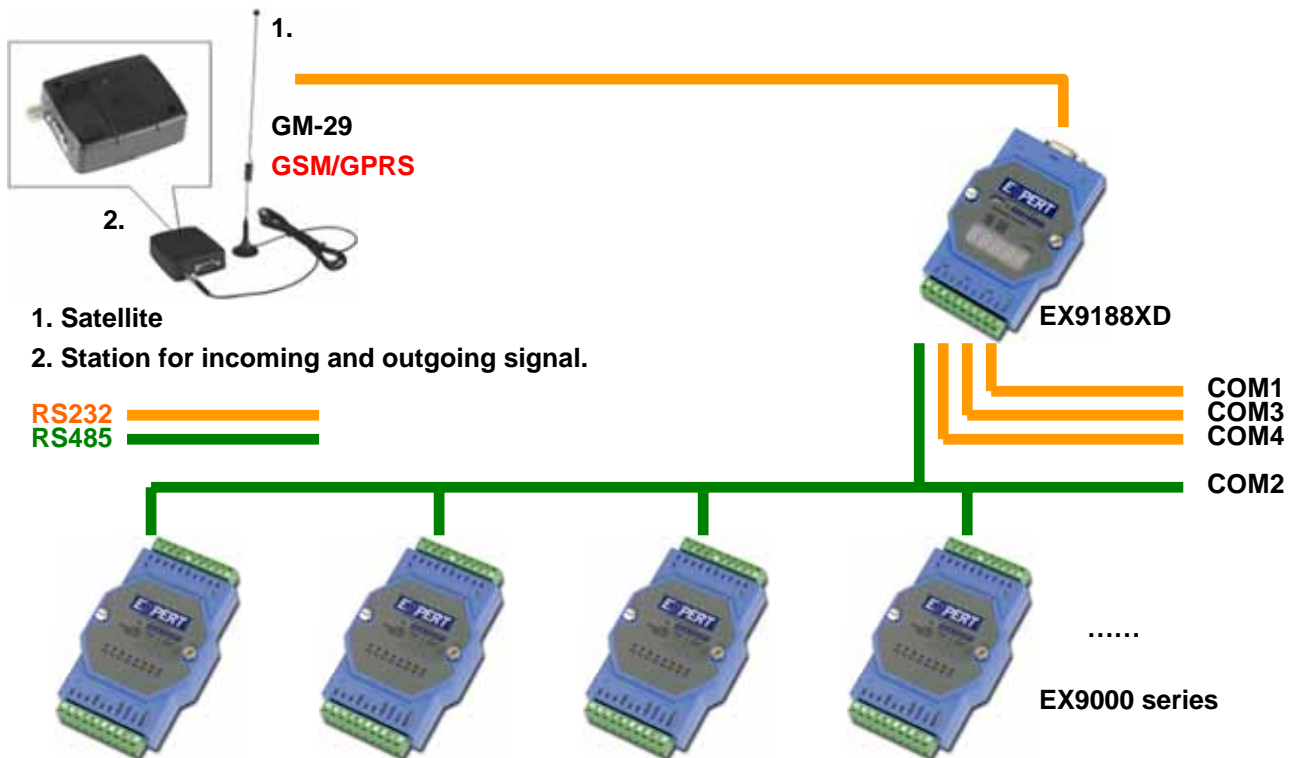 1.
GM-29
GSM/GPRS
2.
1. Satellite
2. Station for incoming and outgoing signal.
RS232
RS485
EXPERT
EX9188XD
COM1
COM3
COM4
COM2
EXPERT
EXPERT
EXPERT
EXPERT
......
EX9000 series